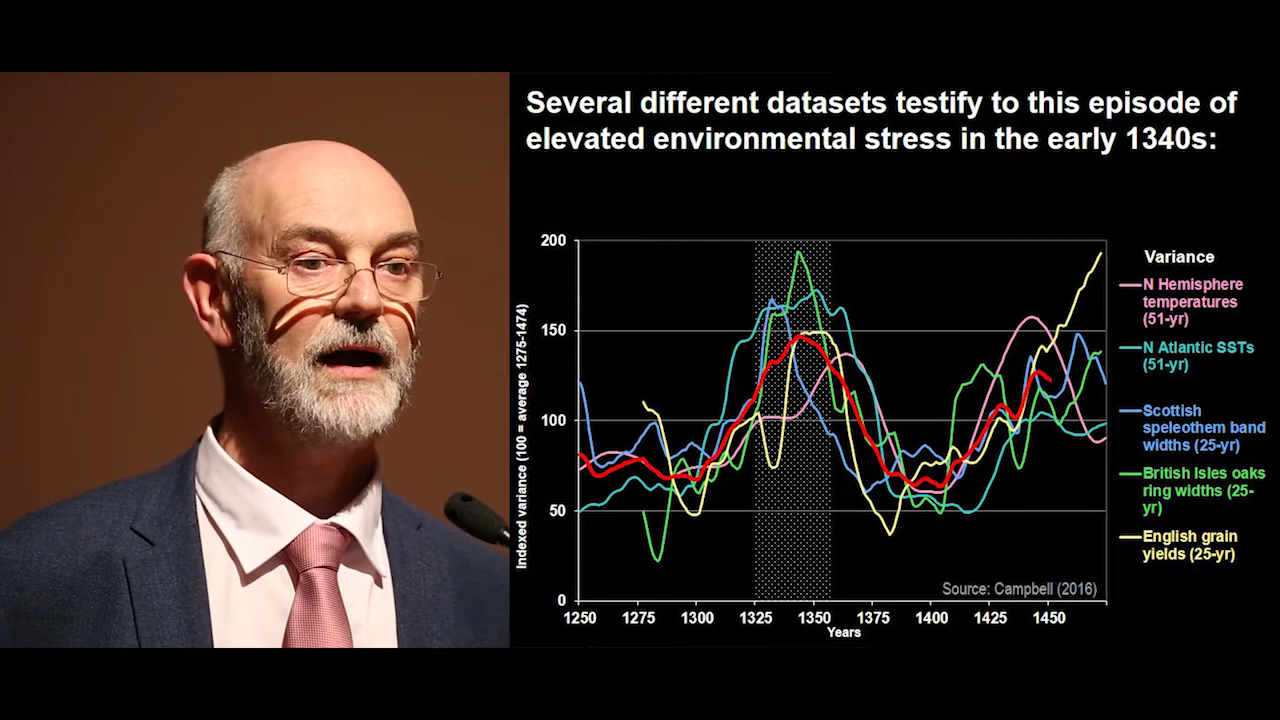 Several different datasets testify to this episode of
elevated environmental stress in the early 1340s:
200
150
100
50
0
Indexed variance (100 = average 1275-1474)
1250 1275 1300 1325 1350 1375 1400 1425 1450
Years
Source: Campbell (2016)
Variance
N Hemisphere
temperatures
(51-yr)
N Atlantic SSTs
(51-yr)
Scottish
speleothem band
widths (25-yr)
British Isles oaks
ring widths (25-
yr)
English grain
yields (25-yr)